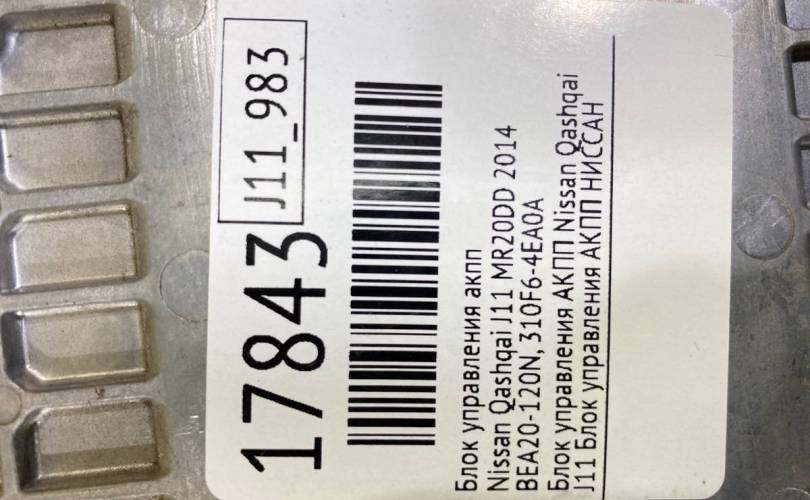 17843
J11_983
Блок управления акпп
Nissan Qashqai J11 MR20DD 2014
BEA20-120N, 310F6-4EA0A
Блок управления АКПП Nissan Qashqai
J11 Блок управления АКПП НИССАН